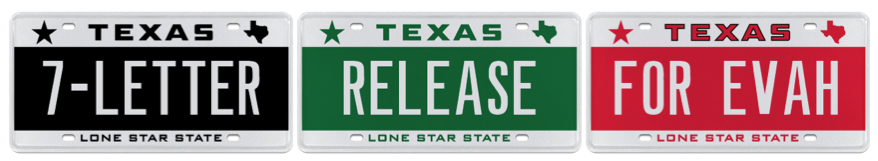 TEXAS
7-LETTER
LONE STAR STATE
TEXAS
RELEASE
LONE STAR STATE
TEXAS
FOR EVAH
LONE STAR STATE